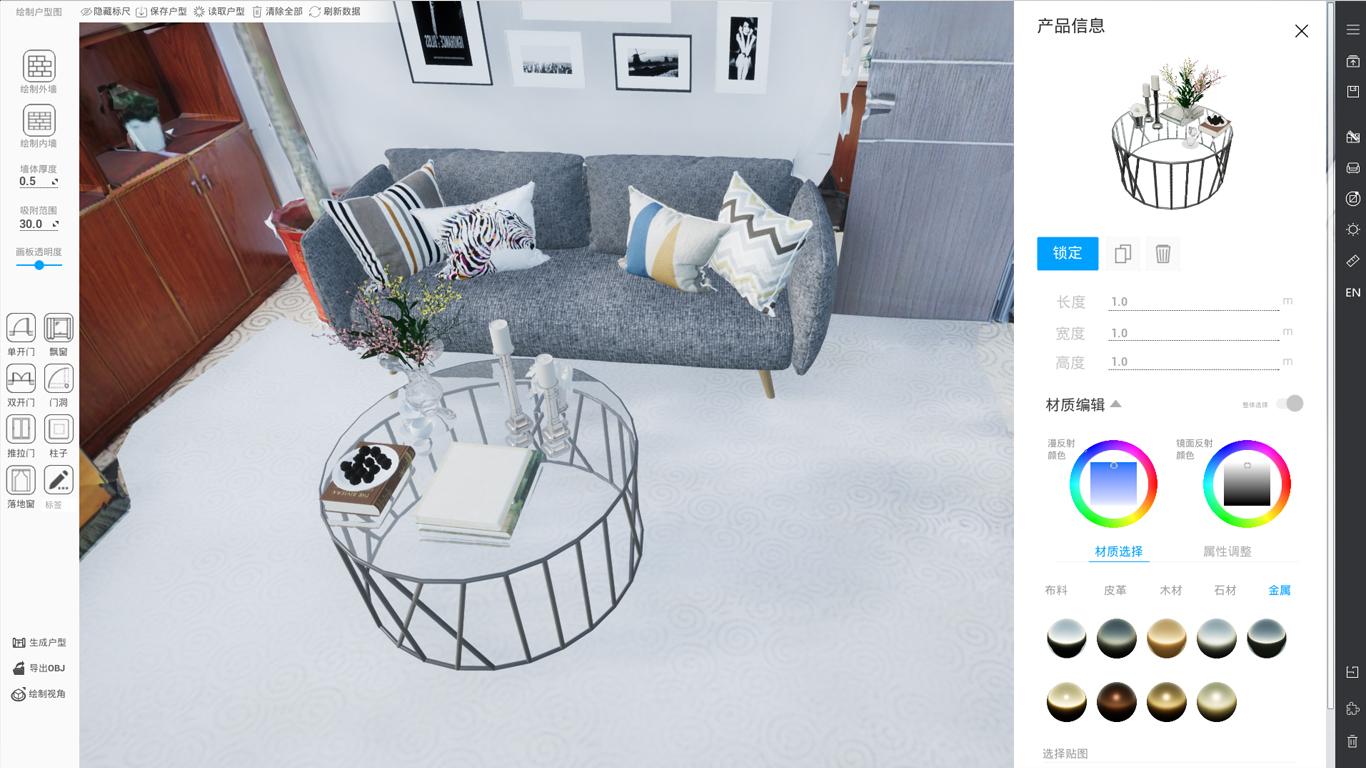 绘制户型图
隐藏标尺
保存户型
读取户型
清除全部
刷新数据
绘制外墙
绘制内墙
墙体厚度
0.5
吸附范围
30.0
画板透明度
单开门
飘窗
双开门
门洞
推拉门
柱子
落地窗
标签
生成户型
导出OBJ
绘制视角
产品信息
锁定
长度 1.0 m
宽度 1.0 m
高度 1.0 m
材质编辑
整体选择
漫反射
颜色
镜面反射
颜色
材质选择
属性调整
布料
皮革
木材
石材
金属
选择贴图
EN